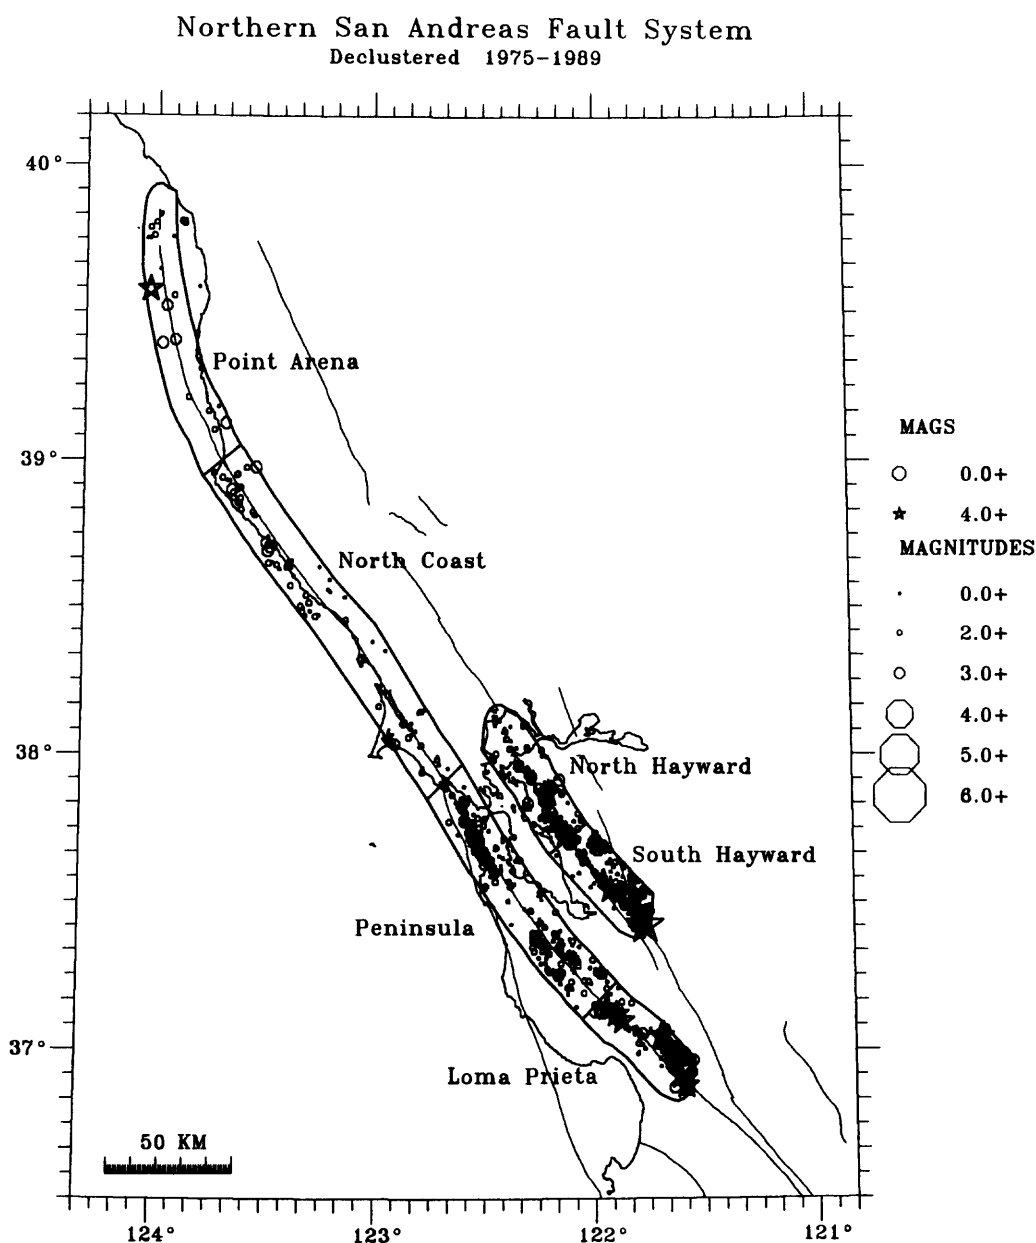 Northern San Andreas Fault System
Declustered 1975-1989
40°
Point Arena
MAGS
39°
0.0+
4.0+
MAGNITUDES
North Coast
0.0+
2.0+
3.0+
4.0+
38°
5.0+
North Hayward
6.0+
South Hayward
Peninsula
37°
Loma Prieta
50 KM
124°
123°
122°
121°